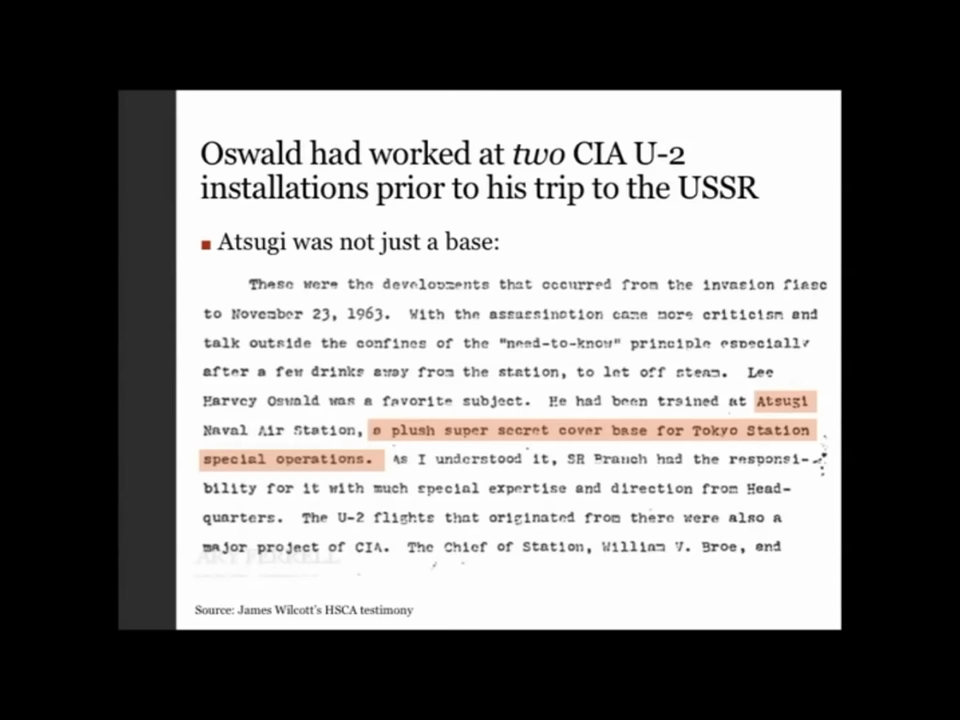 Oswald had worked at two CIA U-2
installations prior to his trip to the USSR
Atsugi was not just a base:
These were the developments that occurred from the invasion fiasc
to November 23, 1963. With the assassination came more criticism and
talk outside the confines of the "need-to-know" principle especially
after a few drinks away from the station, to let off steam. Lee
Harvey Oswald was a favorite subject. He had been trained at Atsugi
Naval Air Station, a plush super secret cover base for Tokyo Station
special operations. As I understood it, SR Branch had the responsi-
bility for it with much special expertise and direction from Head-
quarters. The U-2 flights that originated from there were also a
major project of CIA. The Chief of Station, William V. Broe, and
Source: James Wilcott's HSCA testimony